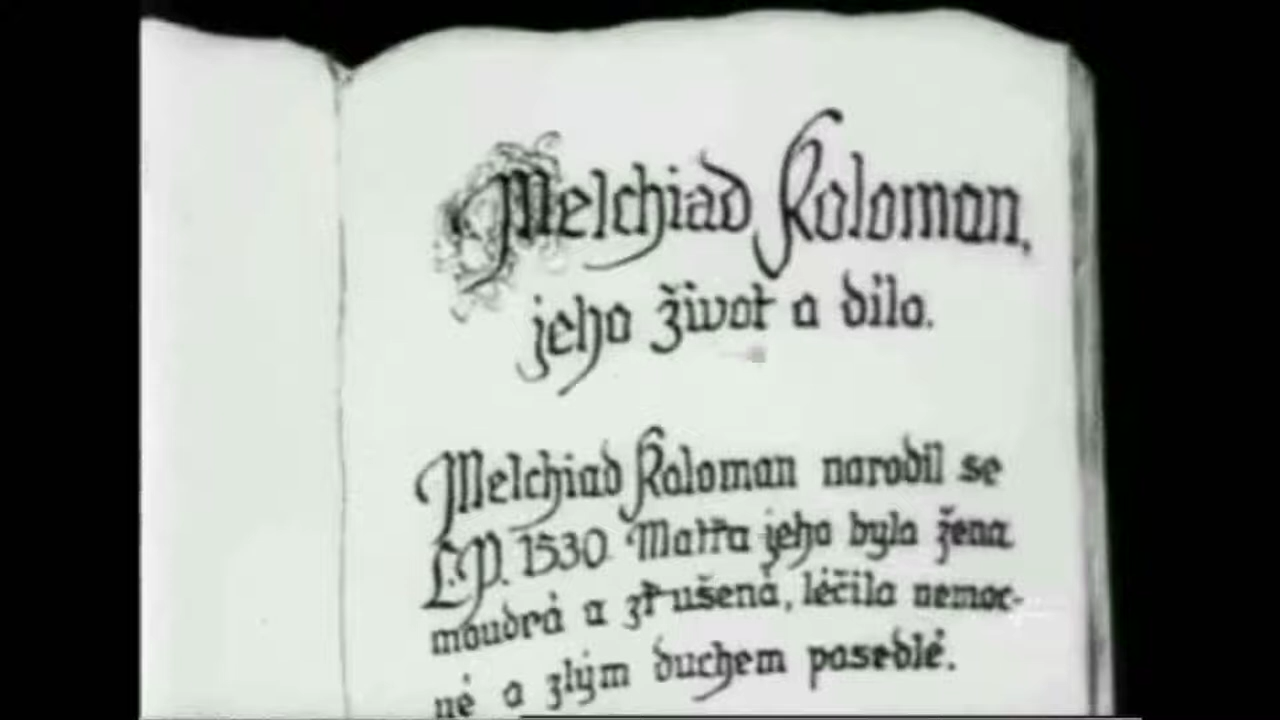 Melchiad Koloman,
jeho život a dílo.
Melchiad Koloman narodil se
L.P. 1530 Matka jeho byla žena
moudrá a zkušená, léčila nemoc-
né a zlým duchem posedlé.